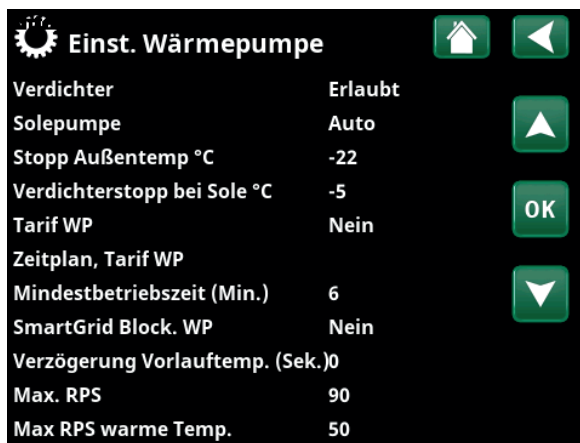 Einst. Wärmepumpe
Verdichter Erlaubt
Solepumpe Auto
Stopp Außentemp °C -22
Verdichterstopp bei Sole °C -5
OK
Tarif WP Nein
Zeitplan, Tarif WP
Mindestbetriebszeit (Min.) 6
SmartGrid Block. WP Nein
Verzögerung Vorlauftemp. (Sek.)0
Max. RPS 90
Max RPS warme Temp. 50